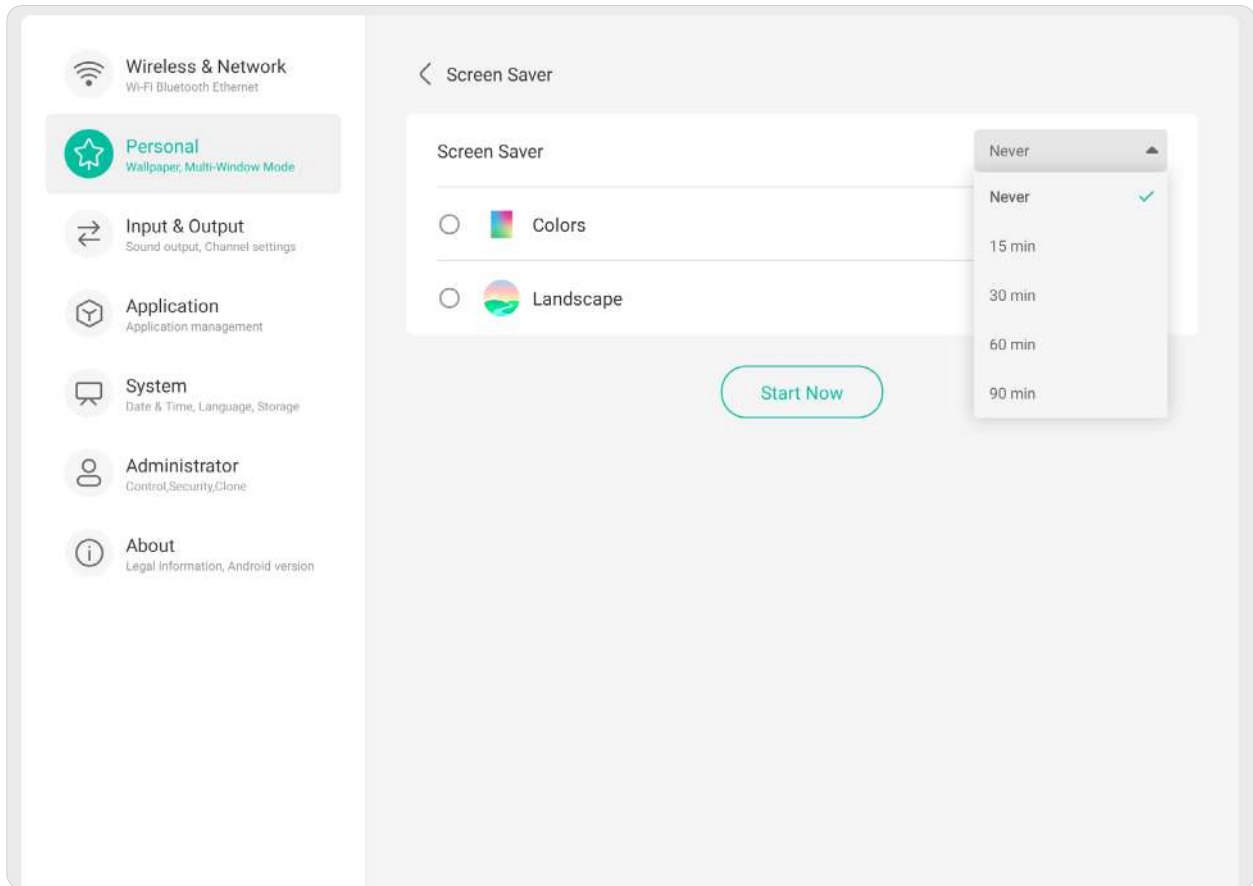 Wireless & Network
Wi-Fi Bluetooth Ethernet
Personal
Wallpaper, Multi-Window Mode
Input & Output
Sound output, Channel settings
Application
Application management
System
Date & Time, Language, Storage
Administrator
Control,Security,Clone
About
Legal Information, Android version
Screen Saver
Screen Saver
Never
Never
15 min
30 min
60 min
90 min
Colors
Landscape
Start Now